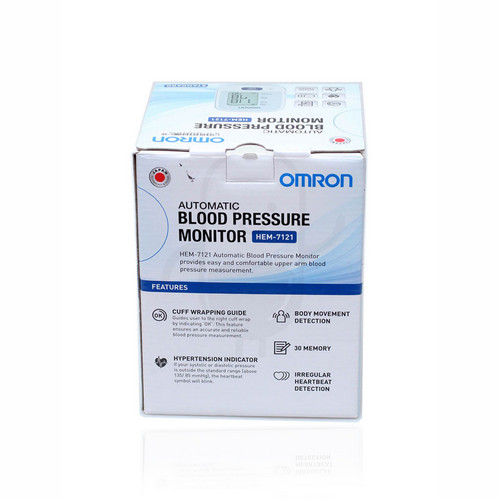 STANDARD
AUTOMATIC
BLOOD PRESSURE
MONITOR HEM-7121
OMRON
AUTOMATIC
BLOOD PRESSURE
MONITOR HEM-7121
HEM-7121 Automatic Blood Pressure Monitor
provides easy and comfortable upper arm blood
pressure measurement.
FEATURES
OK
CUFF WRAPPING GUIDE
Guides user to the right cuff wrap
by indicating 'OK'. This feature
ensures an accurate and reliable
blood pressure measurement.
HYPERTENSION INDICATOR
If your systolic or diastolic pressure
is outside the standard range (above
135/ 85 mmHg), the heartbeat
symbol will blink.
BODY MOVEMENT
DETECTION
30 MEMORY
IRREGULAR
HEARTBEAT
DETECTION